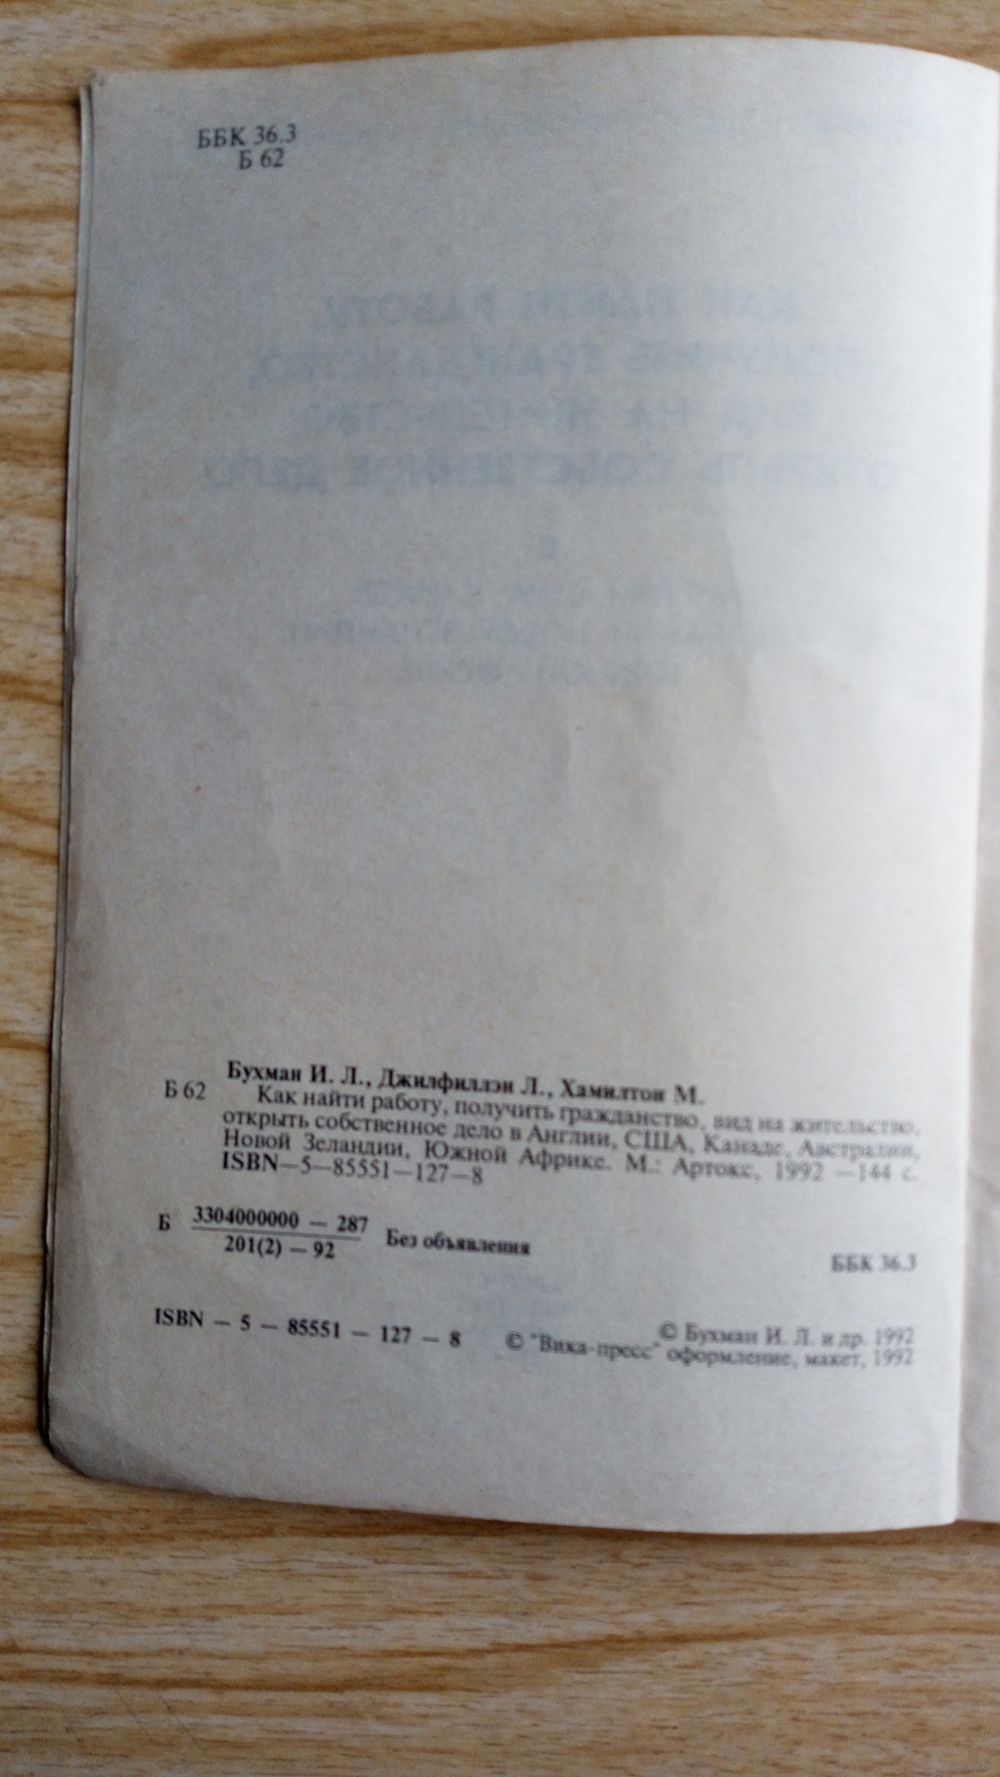 ББК 36.3
Б 62
Бухман И. Л., Джилфиллэн Л., Хамилтон М.
Б 62
Как найти работу, получить гражданство, вид на жительство,
открыть собственное дело в Англии, США, Канаде, Австралии,
Новой Зеландии, Южной Африке. М.: Артокс, 1992 —144 с.
ISBN—5—85551—127—8
Б 3304000000 — 287
201(2) — 92
Без объявления
ББК 36.3
ISBN — 5 — 85551 — 127 — 8
© Бухман И. Л. и др. 1992
© "Вика-пресс" оформление, макет, 1992